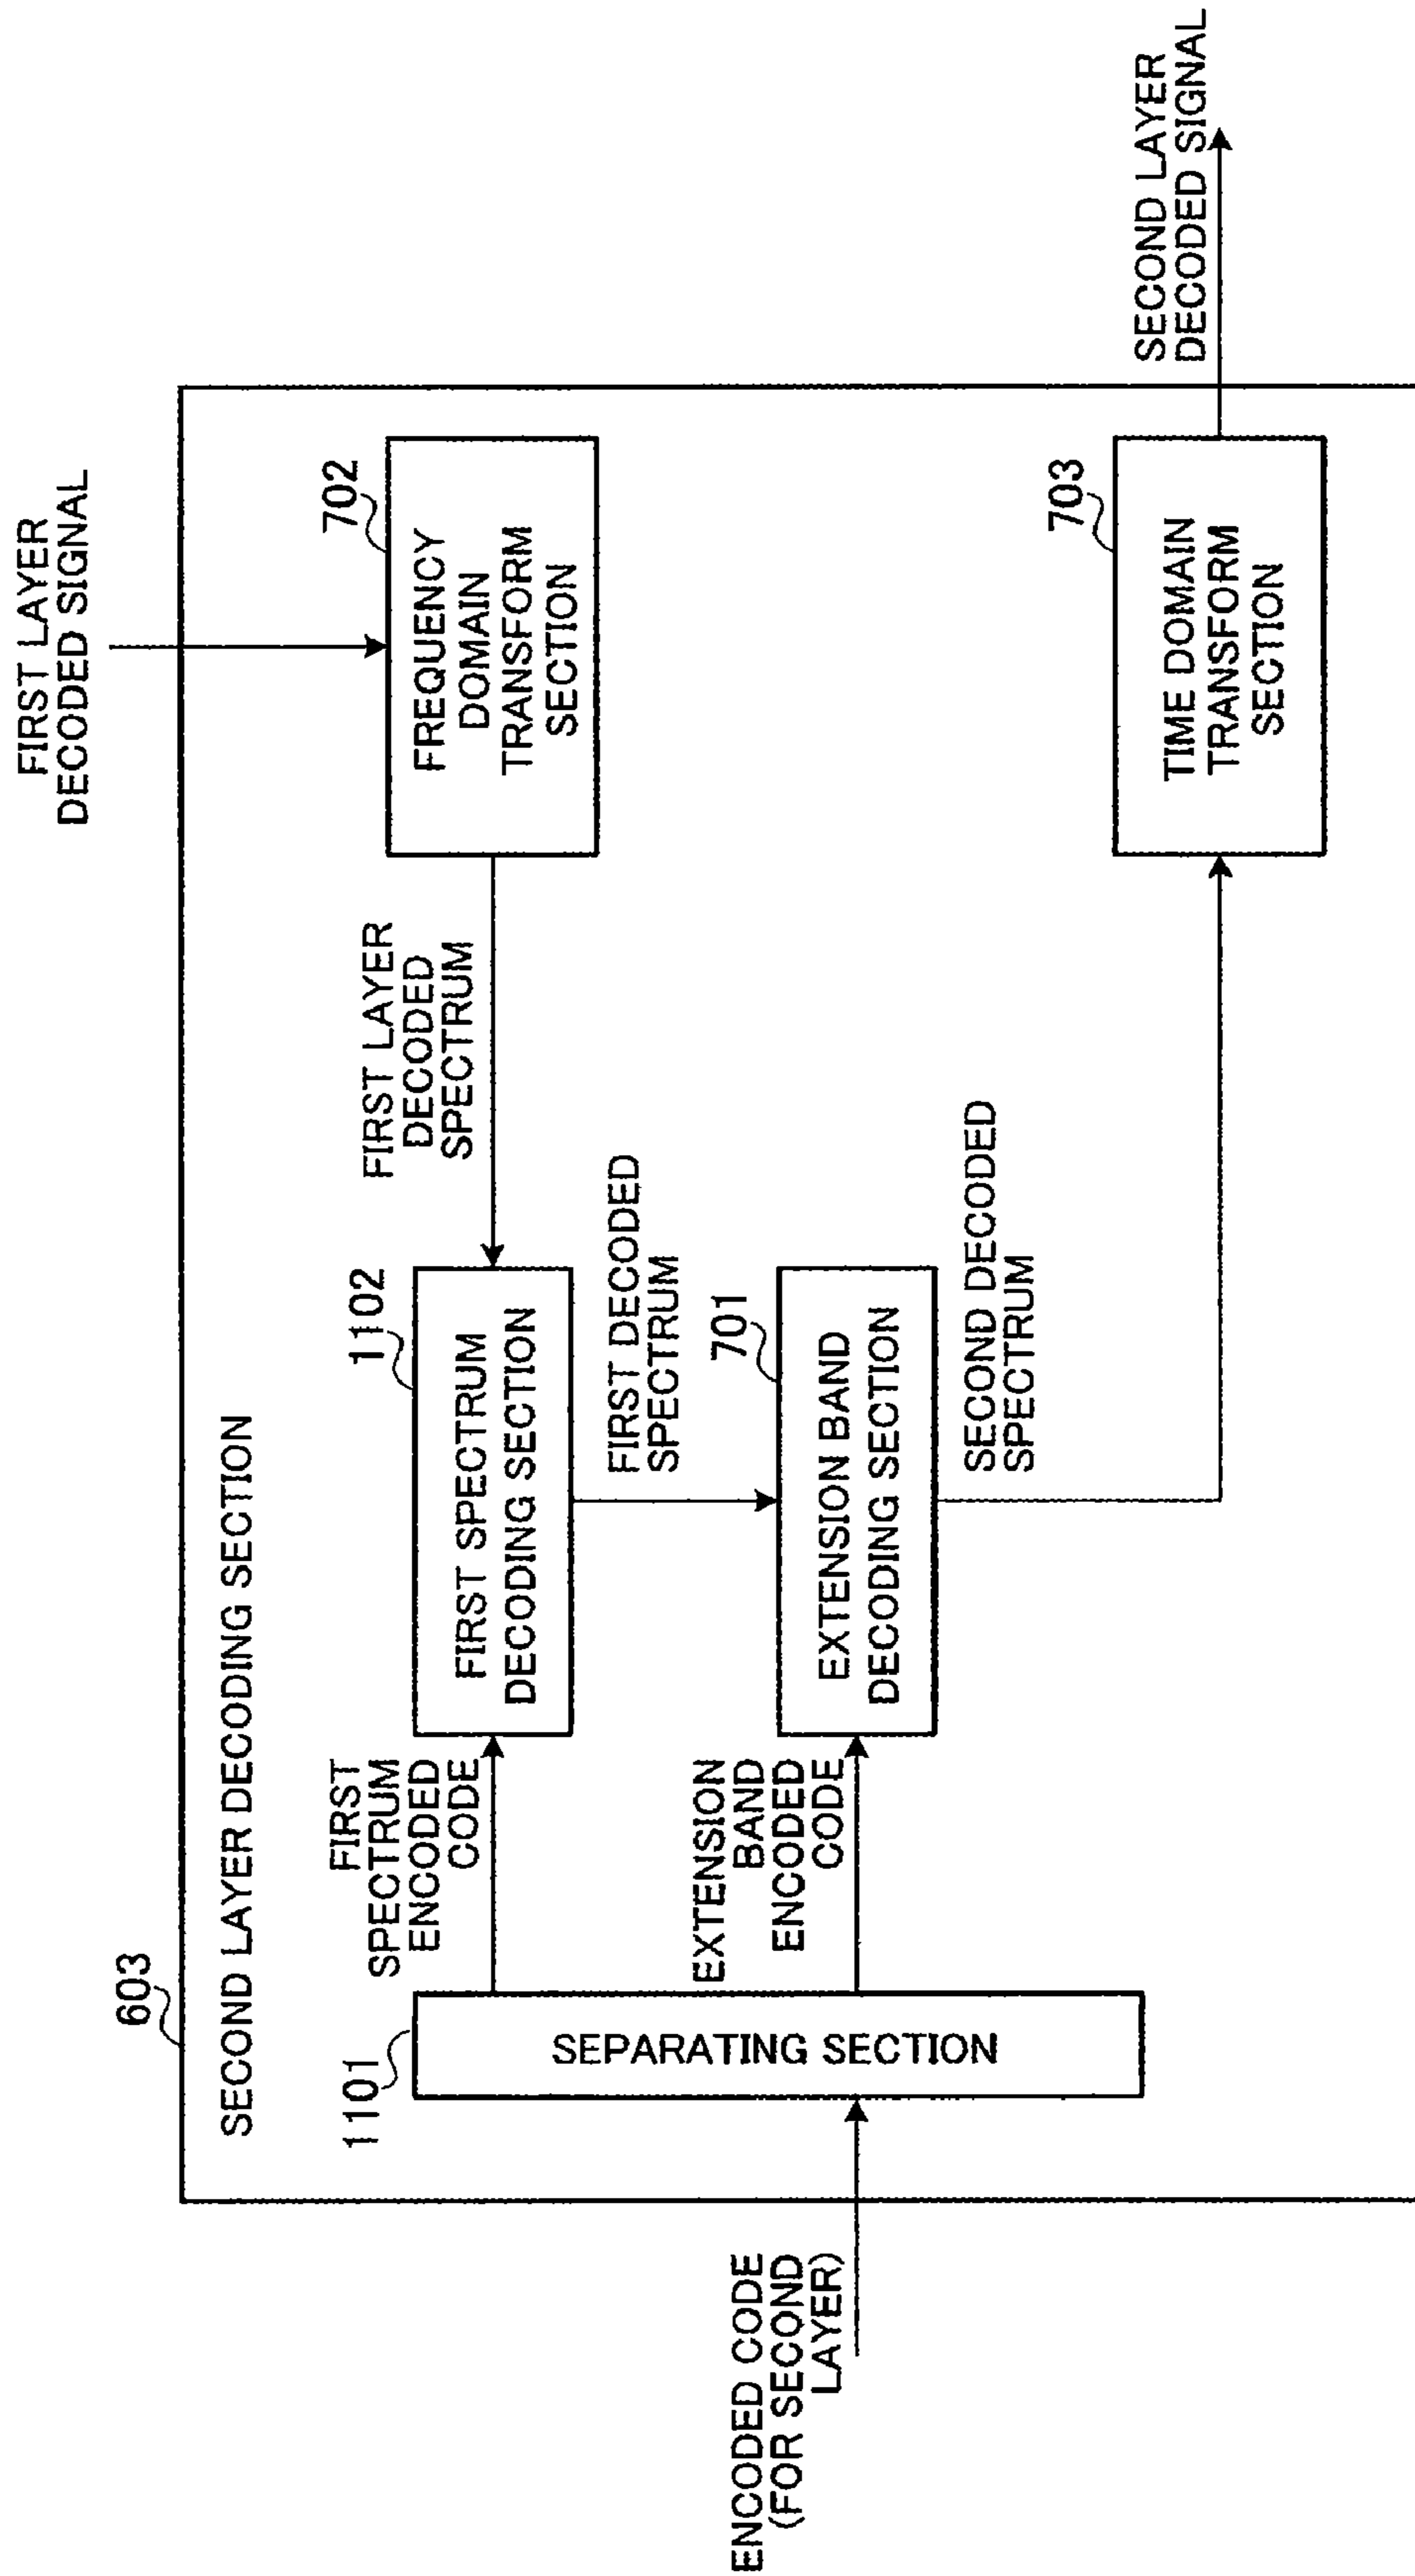 FIRST LAYER
DECODED SIGNAL
603
SECOND LAYER DECODING SECTION
702
FREQUENCY
DOMAIN
TRANSFORM
SECTION
FIRST LAYER
DECODED
SPECTRUM
1102
FIRST SPECTRUM
DECODING SECTION
FIRST
SPECTRUM
ENCODED
CODE
1101
SEPARATING SECTION
ENCODED CODE
(FOR SECOND
LAYER)
EXTENSION
BAND
ENCODED
CODE
FIRST DECODED
SPECTRUM
701
EXTENSION BAND
DECODING SECTION
SECOND DECODED
SPECTRUM
703
TIME DOMAIN
TRANSFORM
SECTION
SECOND LAYER
DECODED SIGNAL